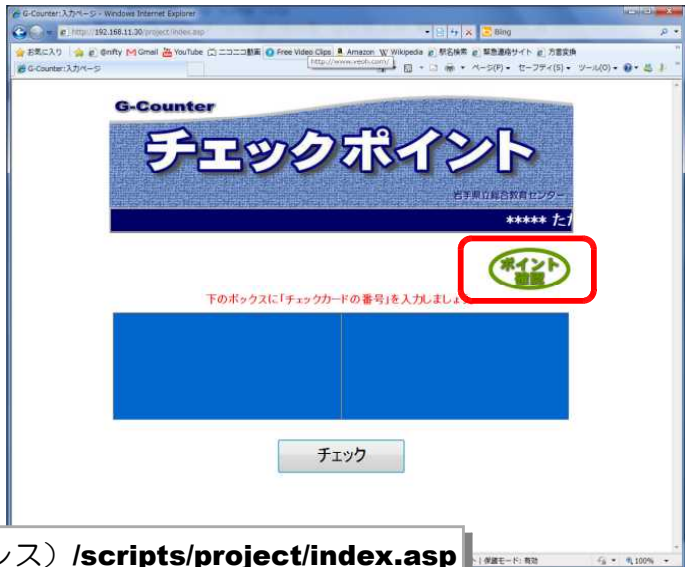 G-Counter:入力ページ - Windows Internet Explorer
http://192.168.11.30/project/index.asp
Bing
お気に入り @nifty Gmail YouTube ニコニコ動画 Free Video Clips Amazon Wikipedia 駅名検索 緊急連絡サイト 方言変換
G-Counter:入力ページ
http://www.veoh.com/
ページ(P) セーフティ(S) ツール(O)
G-Counter
チェックポイント
岩手県立総合教育センター
***** ただ
ポイント
確認
下のボックスに「チェックカードの番号」を入力しましょ
チェック
レス）/scripts/project/index.asp
保護モード: 有効
100%